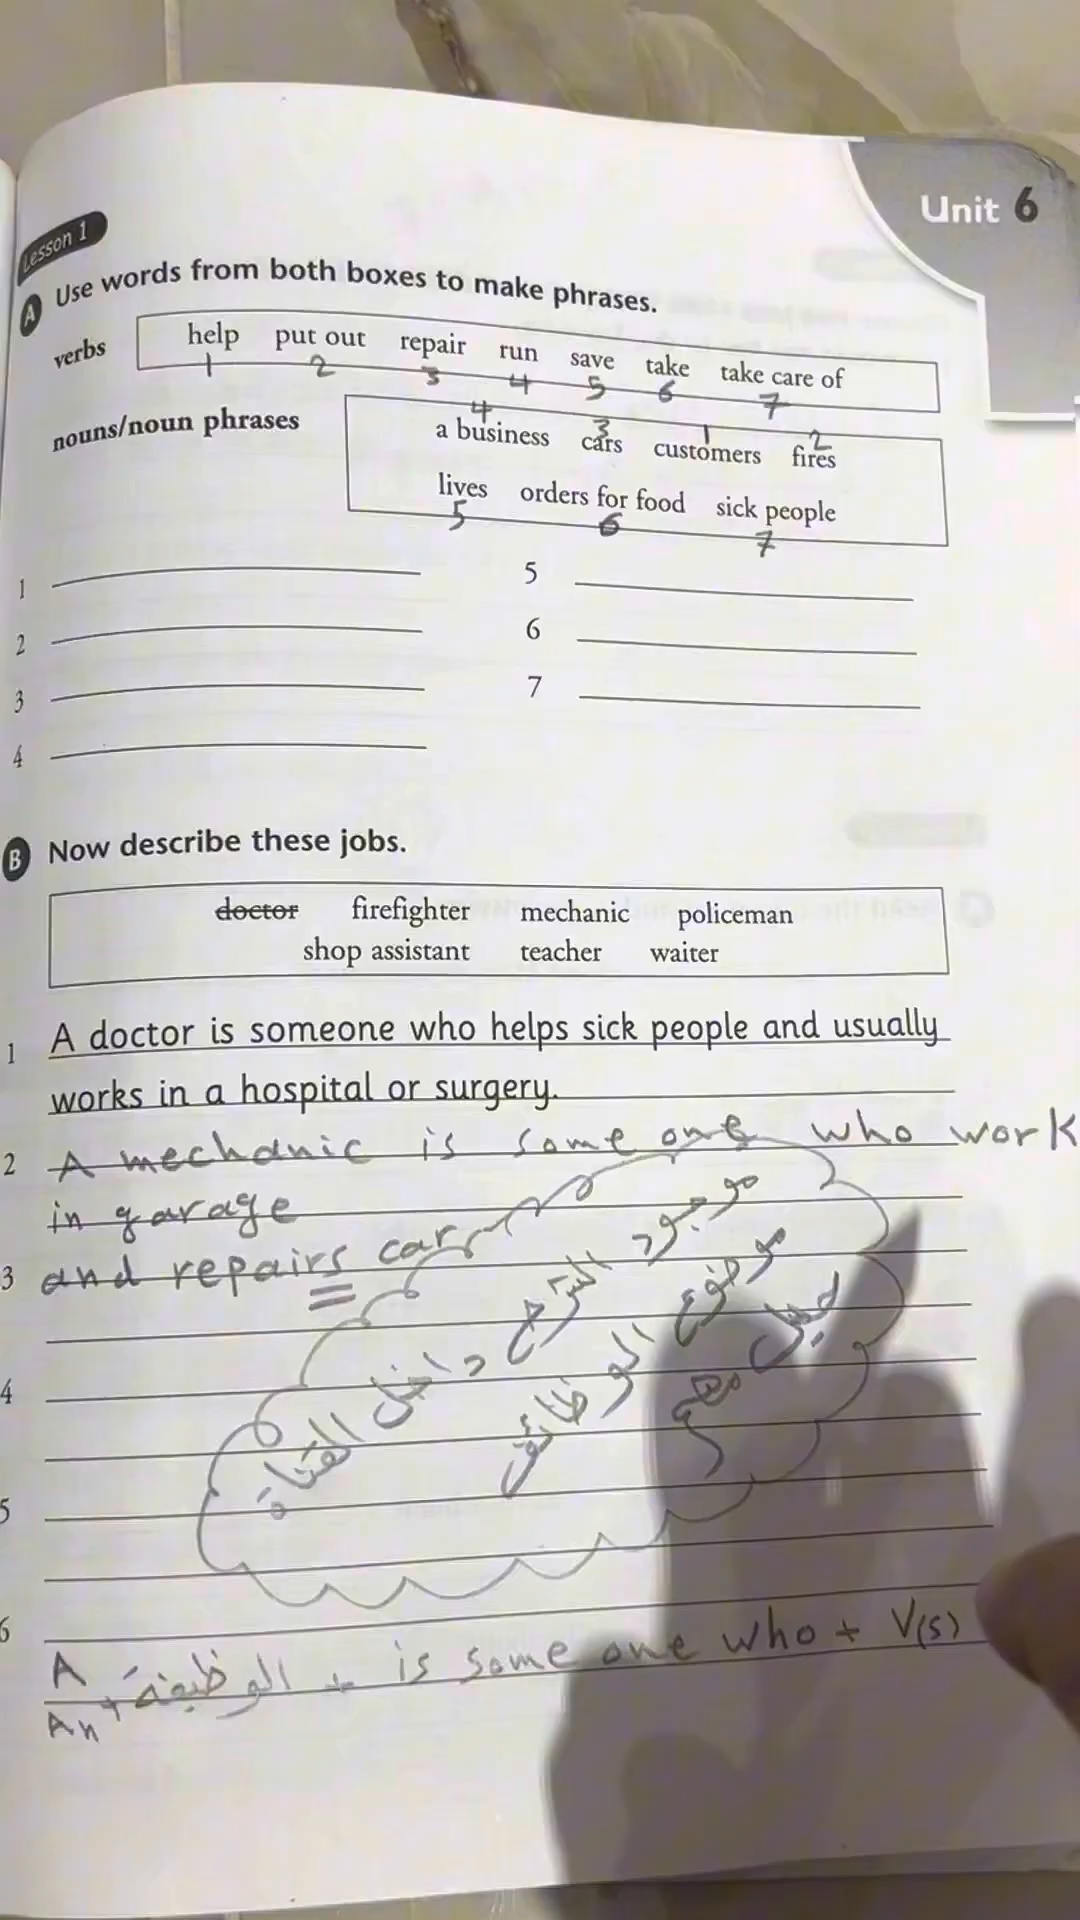 Unit 6
Lesson 1
A Use words from both boxes to make phrases.
verbs help put out repair run save take take care of
1 2 3 4 5 6 7
4 3 1 2
nouns/noun phrases a business cars customers fires
lives orders for food sick people
5 6 7
1 5
2 6
3 7
4
B Now describe these jobs.
doctor firefighter mechanic policeman
shop assistant teacher waiter
1 A doctor is someone who helps sick people and usually
works in a hospital or surgery.
2 A mechanic is some one who work
in garage
3 and repairs car
موجود الشرح داخل القناة
موضوع الوظائف
4
5
6
A
An + الوظيفة + is some one who + V(s)